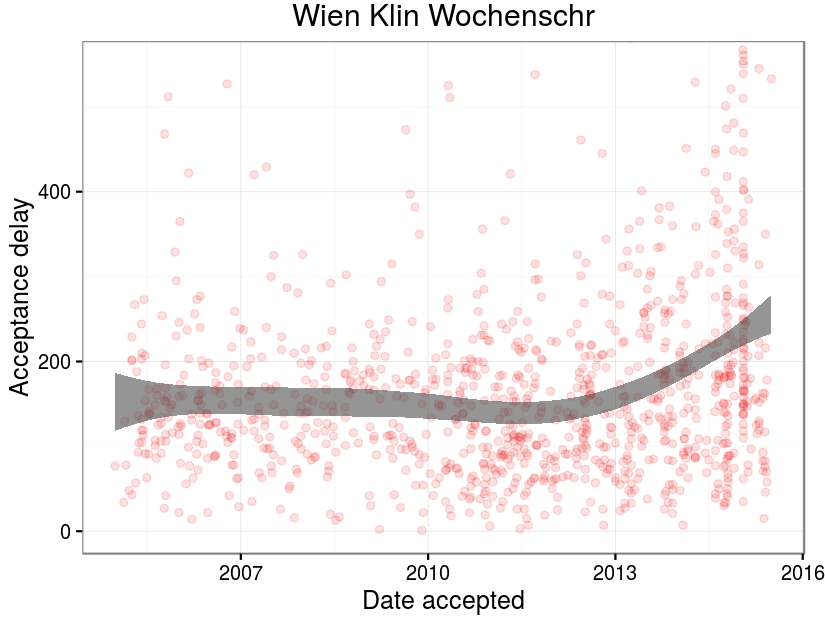 Wien Klin Wochenschr
Acceptance delay
400
200
0
2007 2010 2013 2016
Date accepted